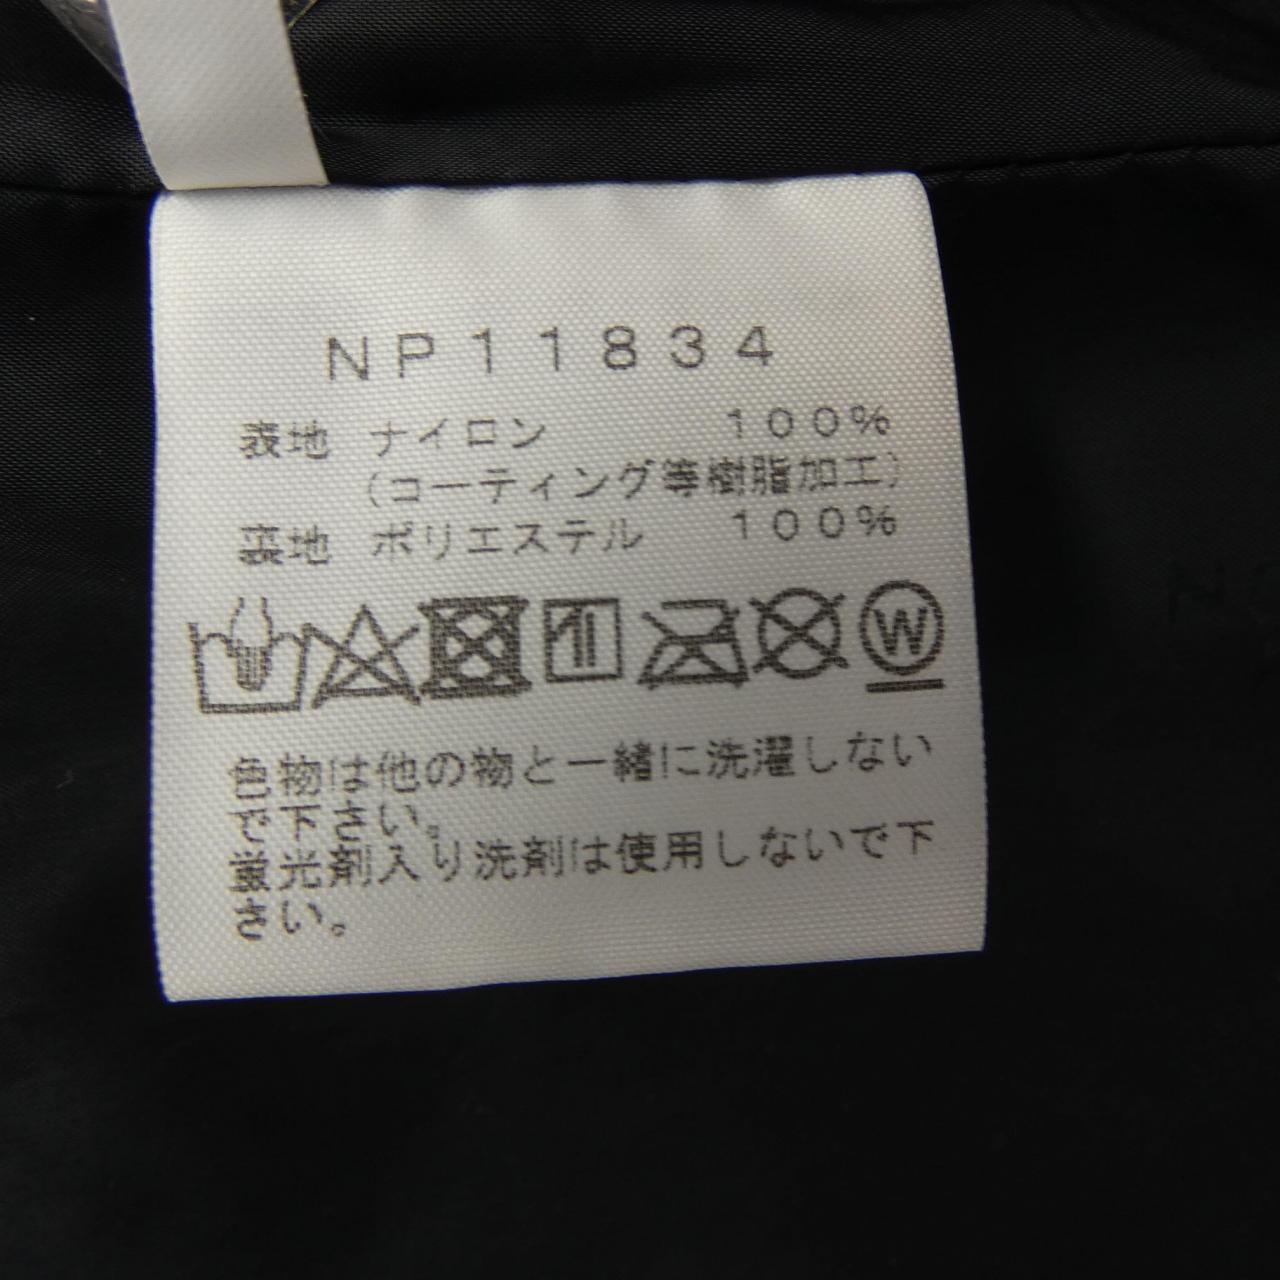 NP11834
表地 ナイロン 100%
(コーティング等樹脂加工)
裏地 ポリエステル 100%
W
色物は他の物と一緒に洗濯しない
で下さい。
蛍光剤入り洗剤は使用しないで下
さい。